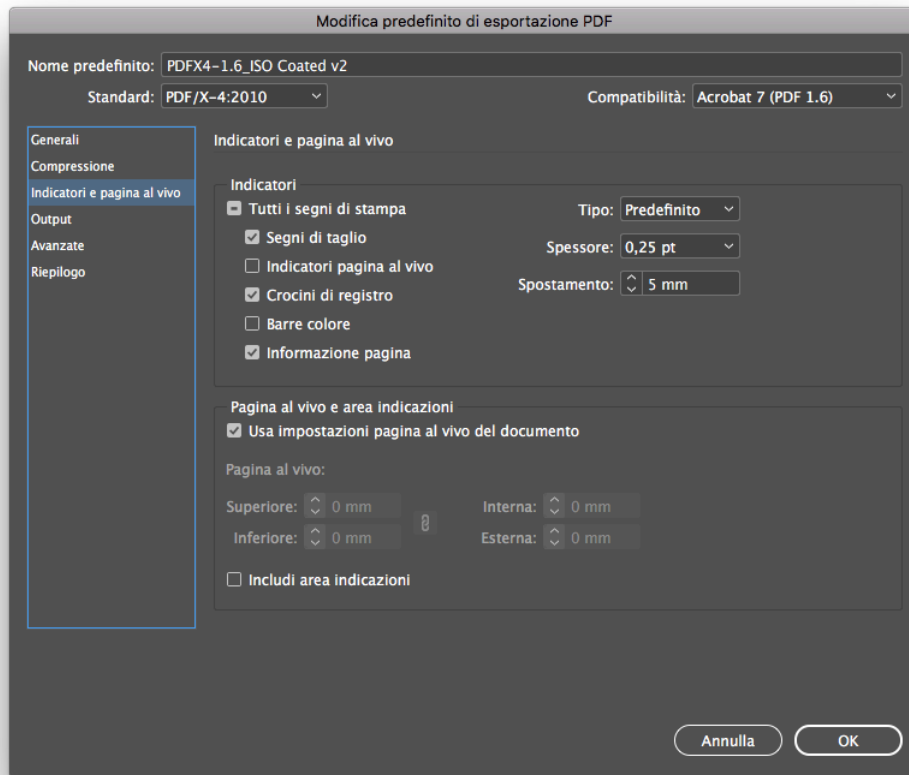 Modifica predefinito di esportazione PDF
Nome predefinito: PDFX4-1.6_ISO Coated v2
Standard: PDF/X-4:2010 Compatibilità: Acrobat 7 (PDF 1.6)
Generali
Compressione
Indicatori e pagina al vivo
Output
Avanzate
Riepilogo
Indicatori e pagina al vivo
Indicatori
Tutti i segni di stampa
Segni di taglio
Indicatori pagina al vivo
Crocini di registro
Barre colore
Informazione pagina
Tipo: Predefinito
Spessore: 0,25 pt
Spostamento: 5 mm
Pagina al vivo e area indicazioni
Usa impostazioni pagina al vivo del documento
Pagina al vivo:
Superiore: 0 mm Interna: 0 mm
Inferiore: 0 mm Esterna: 0 mm
Includi area indicazioni
Annulla OK